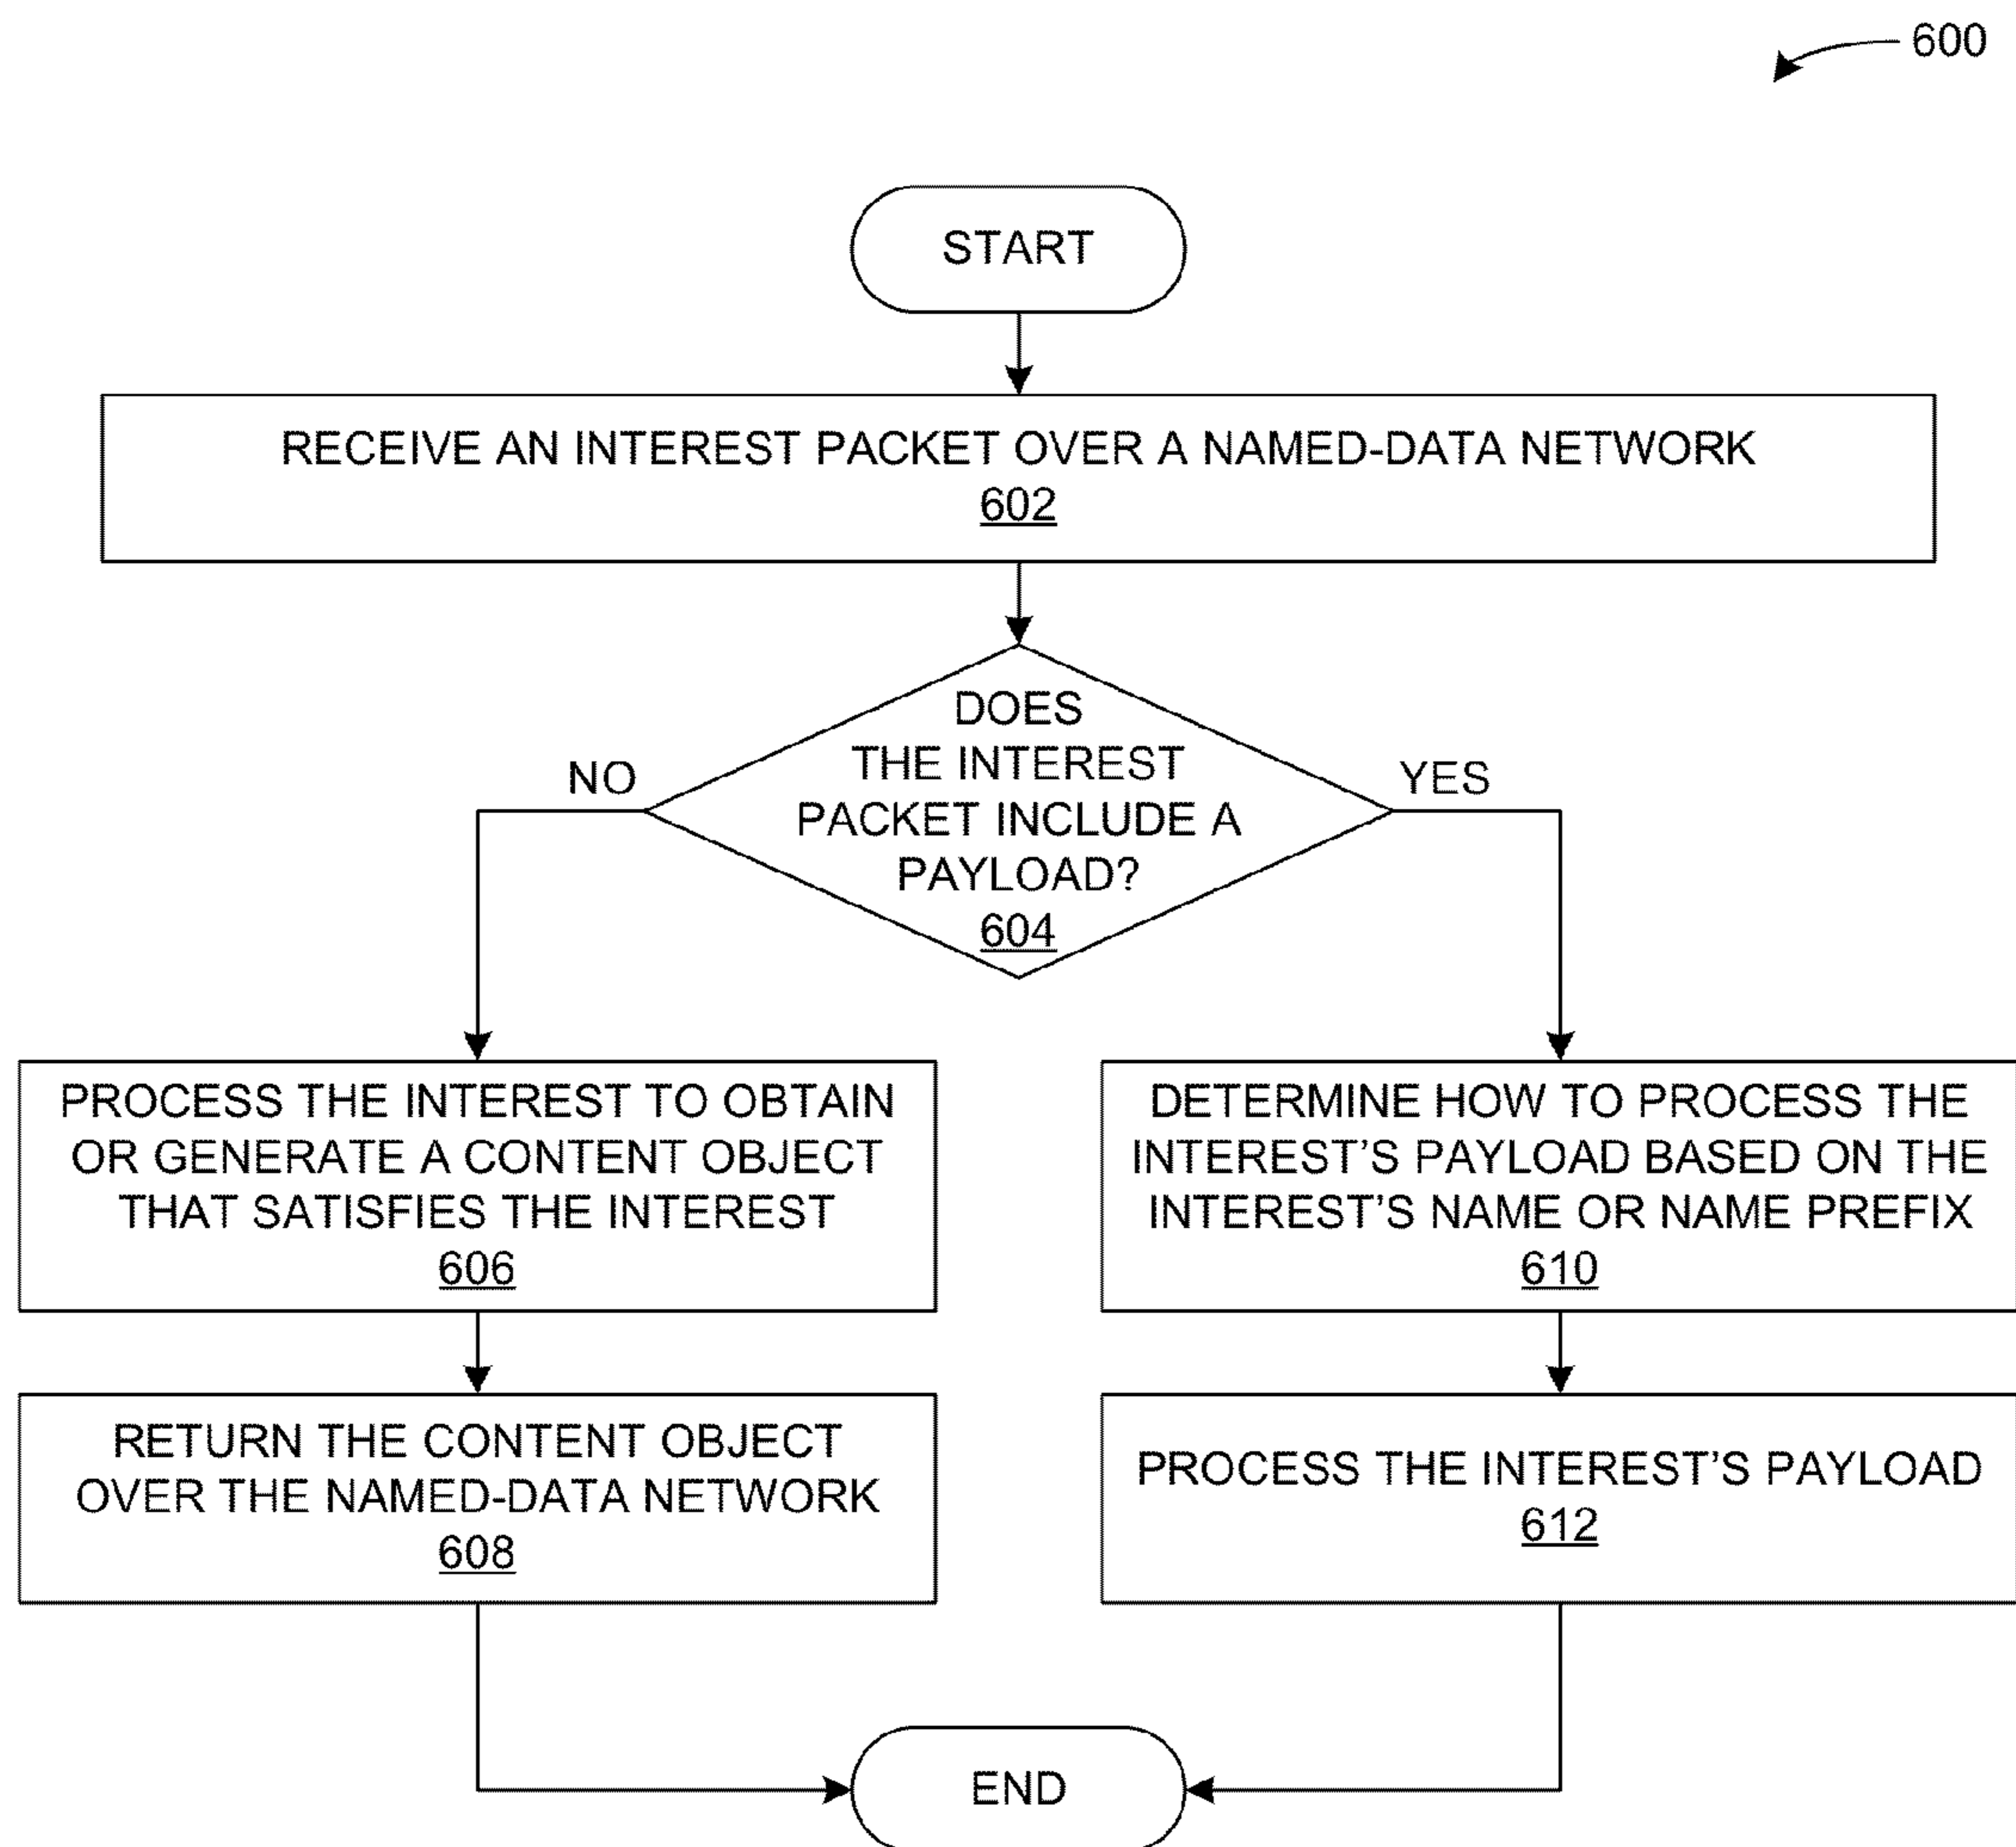 600
START
RECEIVE AN INTEREST PACKET OVER A NAMED-DATA NETWORK
602
DOES
THE INTEREST
PACKET INCLUDE A
PAYLOAD?
604
NO
YES
PROCESS THE INTEREST TO OBTAIN
OR GENERATE A CONTENT OBJECT
THAT SATISFIES THE INTEREST
606
DETERMINE HOW TO PROCESS THE
INTEREST'S PAYLOAD BASED ON THE
INTEREST'S NAME OR NAME PREFIX
610
RETURN THE CONTENT OBJECT
OVER THE NAMED-DATA NETWORK
608
PROCESS THE INTEREST'S PAYLOAD
612
END